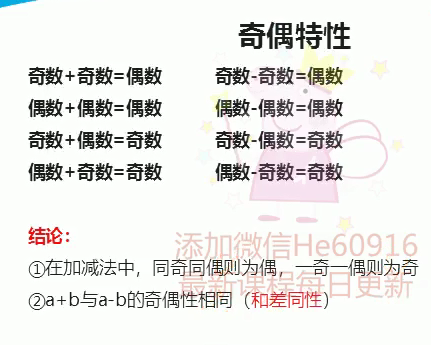 奇偶特性
奇数+奇数=偶数 奇数-奇数=偶数
偶数+偶数=偶数 偶数-偶数=偶数
奇数+偶数=奇数 奇数-偶数=奇数
偶数+奇数=奇数 偶数-奇数=奇数
结论：
添加微信He60916
①在加减法中，同奇同偶则为偶，一奇一偶则为奇
最新课程每日更新
②a+b与a-b的奇偶性相同（和差同性）